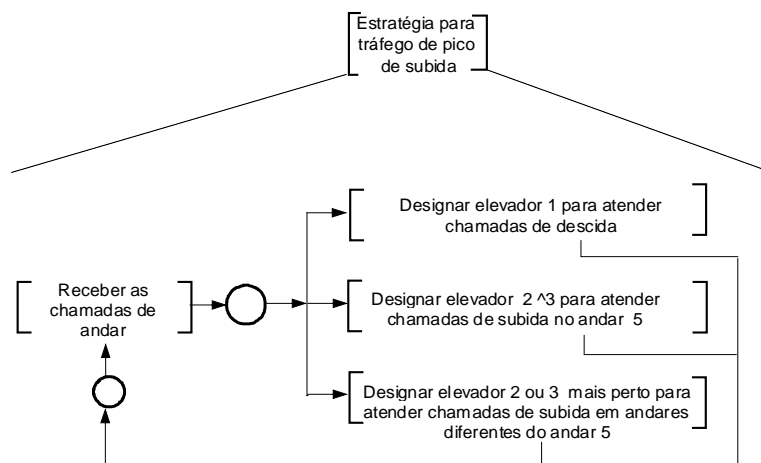 Estratégia para
tráfego de pico
de subida
Designar elevador 1 para atender
chamadas de descida
Receber as
chamadas de
andar
Designar elevador 2 ^3 para atender
chamadas de subida no andar 5
Designar elevador 2 ou 3 mais perto para
atender chamadas de subida em andares
diferentes do andar 5